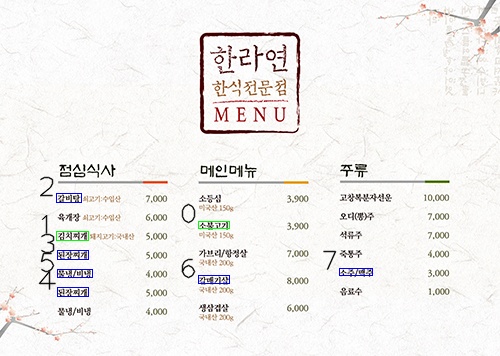 한라연
한식전문점
MENU
점심식사
2 갈비탕 쇠고기:수입산 7,000
1 육개장 쇠고기:수입산 6,000
3 김치찌개 돼지고기:국내산 5,000
5 된장찌개 5,000
4 물냉/비냉 4,000
된장찌개 5,000
물냉/비냉 4,000
메인메뉴
소등심 3,900
미국산 150g
0 소불고기 3,900
미국산 150g
가브리/항정살 7,000
국내산 200g
6 갈매기살 8,000
국내산 200g
생삼겹살 6,000
국내산 200g
주류
고창복분자선운 10,000
오디(뽕)주 7,000
석류주 7,000
죽통주 4,000
7 소주/맥주 3,000
음료수 1,000